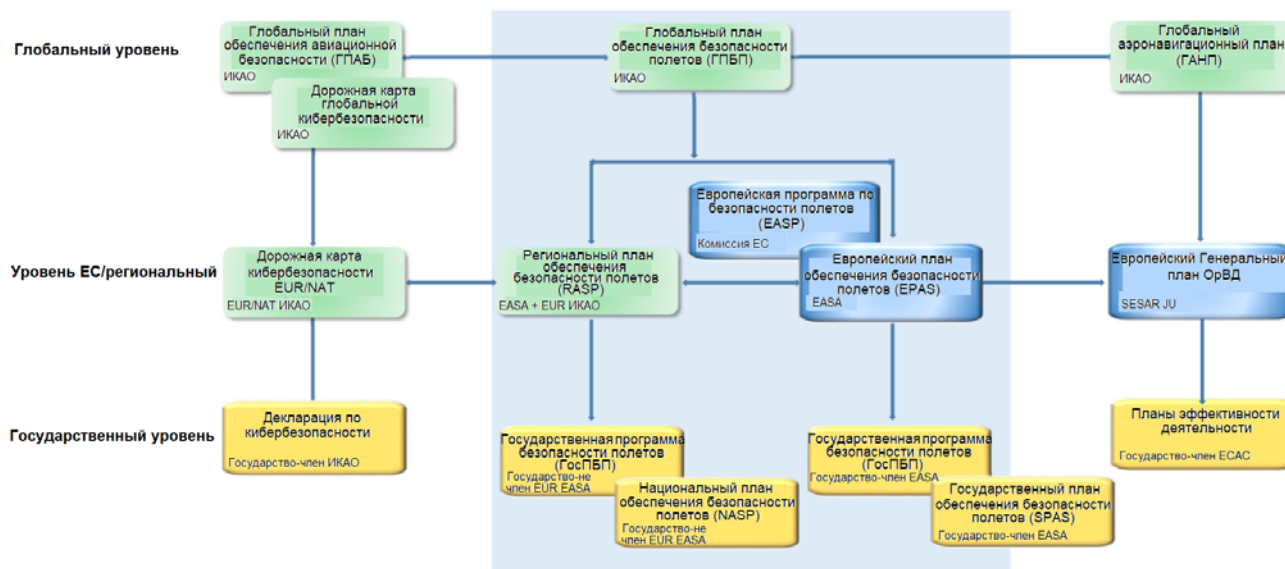 Глобальный уровень
Глобальный план
обеспечения авиационной
безопасности (ГПАБ)
ИКАО
Дорожная карта
глобальной
кибербезопасности
ИКАО
Глобальный план
обеспечения безопасности
полетов (ГПБП)
ИКАО
Глобальный
аэронавигационный план
(ГАНП)
ИКАО
Уровень ЕС/региональный
Дорожная карта
кибербезопасности
EUR/NAT
EUR/NAT ИКАО
Региональный план
обеспечения
безопасности полетов
(RASP)
EASA + EUR ИКАО
Европейская программа по
безопасности полетов
(EASP)
Комиссия ЕС
Европейский план
обеспечения безопасности
полетов (EPAS)
EASA
Европейский Генеральный
план ОрВД
SESAR JU
Государственный уровень
Декларация по
кибербезопасности
Государство-член ИКАО
Государственная программа
безопасности полетов
(ГосПБП)
Государство-не
член EUR EASA
Национальный план
обеспечения безопасности
полетов (NASP)
Государство-не
член EUR EASA
Государственная программа
безопасности полетов
(ГосПБП)
Государство-член EASA
Государственный план
обеспечения безопасности
полетов (SPAS)
Государство-член EASA
Планы эффективности
деятельности
Государство-член ECAC